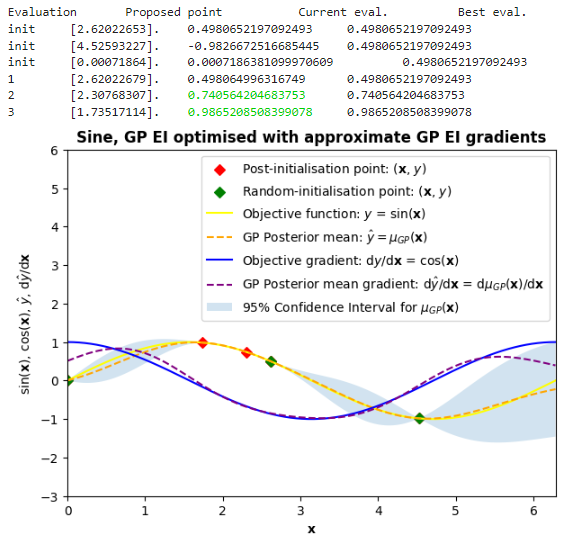 Evaluation Proposed point Current eval. Best eval.
init [2.62022653]. 0.4980652197092493 0.4980652197092493
init [4.52593227]. -0.9826672516685445 0.4980652197092493
init [0.00071864]. 0.0007186381099970609 0.4980652197092493
1 [2.62022679]. 0.498064996316749 0.4980652197092493
2 [2.30768307]. 0.740564204683753 0.740564204683753
3 [1.73517114]. 0.9865208508399078 0.9865208508399078
Sine, GP EI optimised with approximate GP EI gradients
6
5
4
3
2
1
0
−1
−2
−3
sin(x), cos(x), ŷ, dŷ/dx
Post-initialisation point: (x, y)
Random-initialisation point: (x, y)
Objective function: y = sin(x)
GP Posterior mean: ŷ = μGP(x)
Objective gradient: dy/dx = cos(x)
GP Posterior mean gradient: dŷ/dx = dμGP(x)/dx
95% Confidence Interval for μGP(x)
0 1 2 3 4 5 6
x